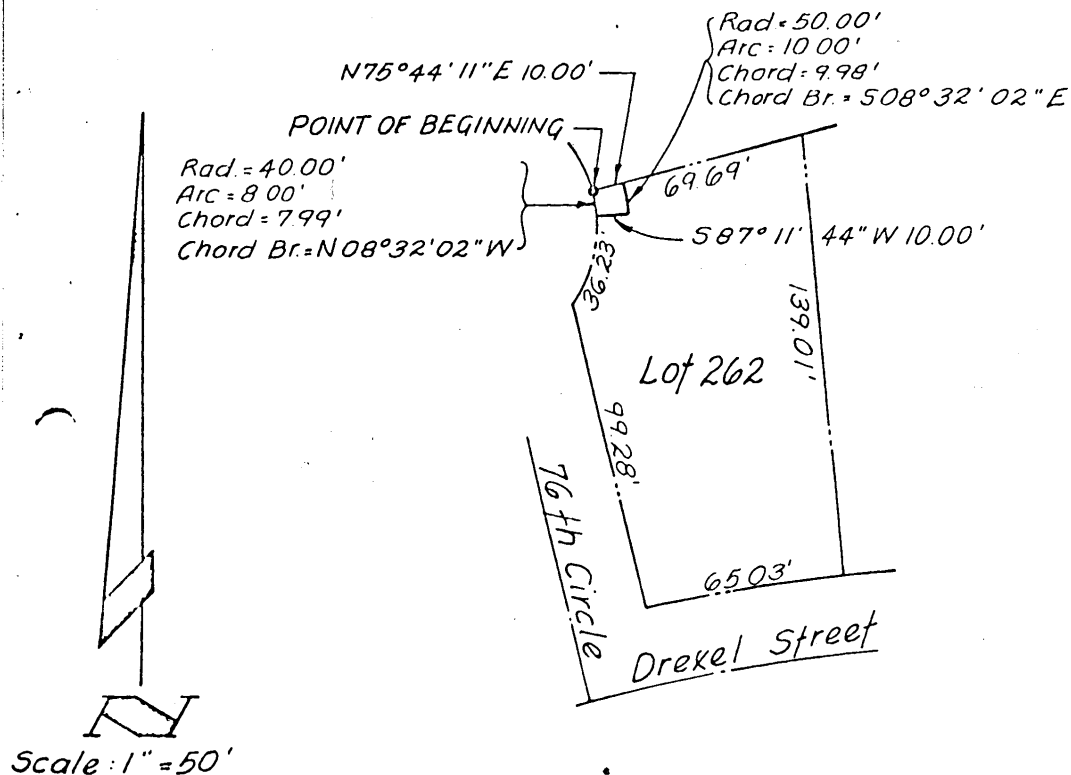 Rad = 50.00'
Arc = 10 00'
Chord = 9.98'
Chord Br. = S08° 32' 02" E
N75°44'11"E 10.00'
POINT OF BEGINNING
Rad. = 40.00'
Arc = 8 00'
Chord = 7.99'
Chord Br. = N08°32'02"W
69.69'
S87° 11' 44" W 10.00'
36.23'
139.01'
Lot 262
99.28'
76th Circle
65 03'
Drexel Street
N
Scale : 1" = 50'